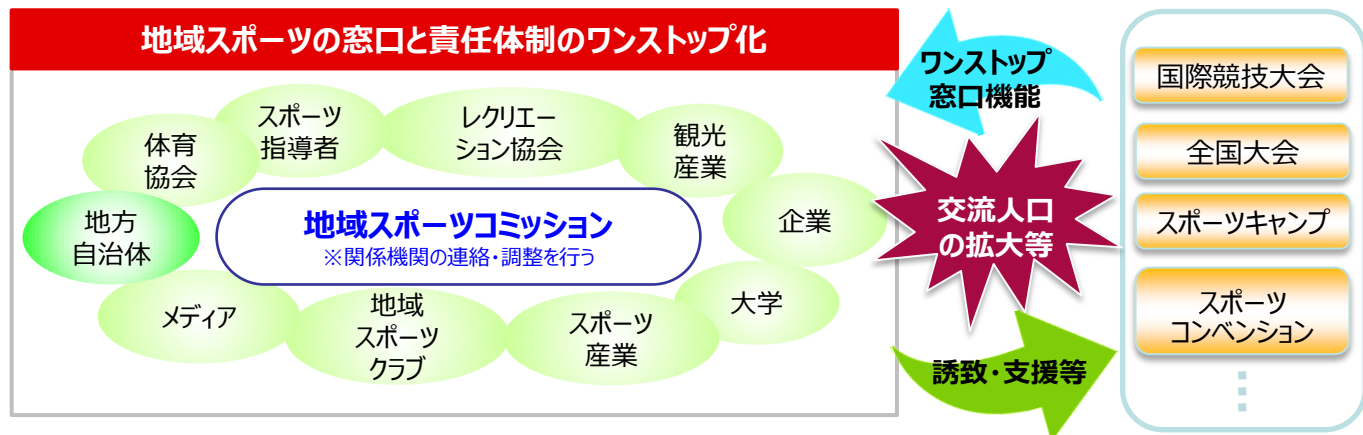 地域スポーツの窓口と責任体制のワンストップ化
スポーツ
指導者
レクリエー
ション協会
体育
協会
観光
産業
地方
自治体
地域スポーツコミッション
※関係機関の連絡・調整を行う
企業
メディア
地域
スポーツ
クラブ
スポーツ
産業
大学
ワンストップ
窓口機能
交流人口
の拡大等
誘致・支援等
国際競技大会
全国大会
スポーツキャンプ
スポーツ
コンベンション
⋮